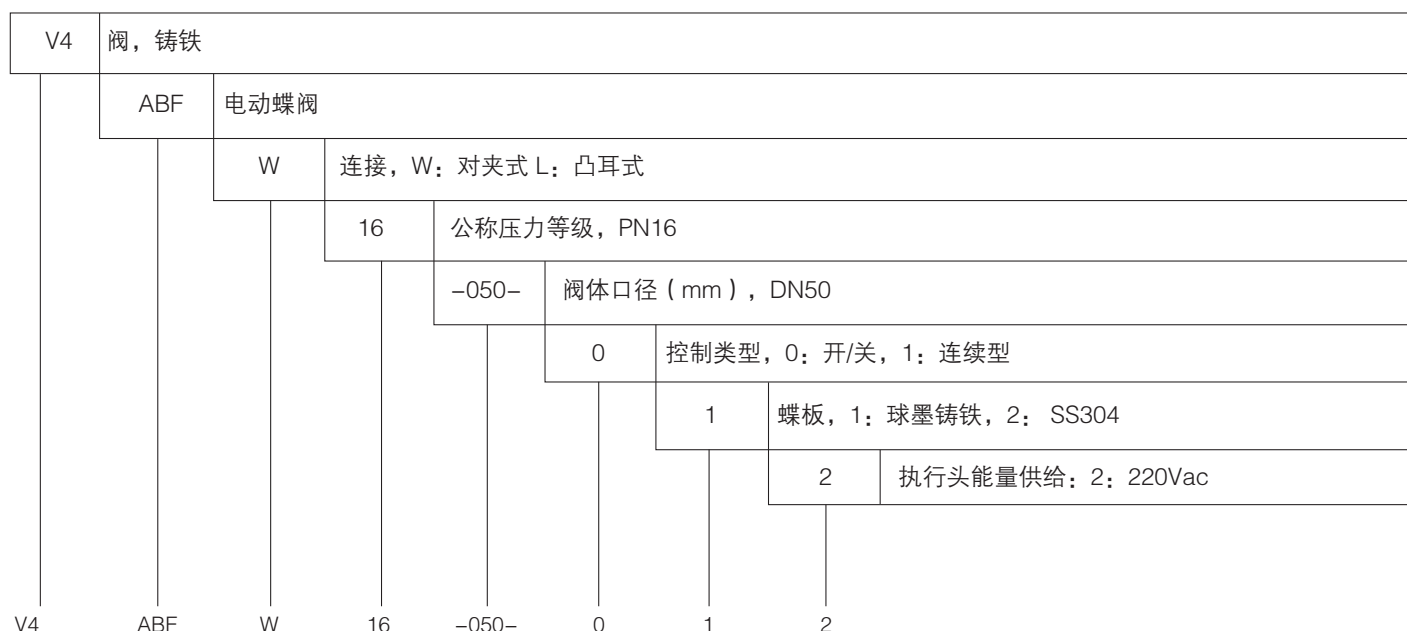 V4 阀，铸铁
ABF 电动蝶阀
W 连接，W：对夹式 L：凸耳式
16 公称压力等级，PN16
-050- 阀体口径（mm），DN50
0 控制类型，0：开/关，1：连续型
1 蝶板，1：球墨铸铁，2： SS304
2 执行头能量供给：2：220Vac
V4 ABF W 16 -050- 0 1 2